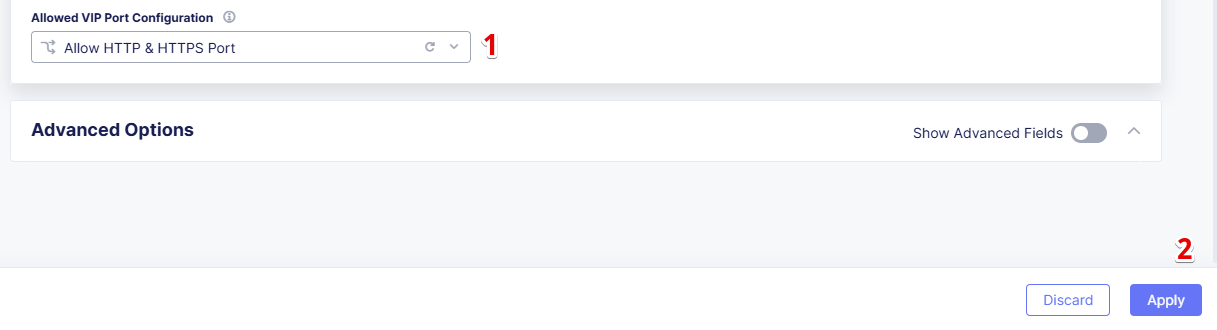 Allowed VIP Port Configuration
Allow HTTP & HTTPS Port
1
Advanced Options
Show Advanced Fields
2
Discard
Apply